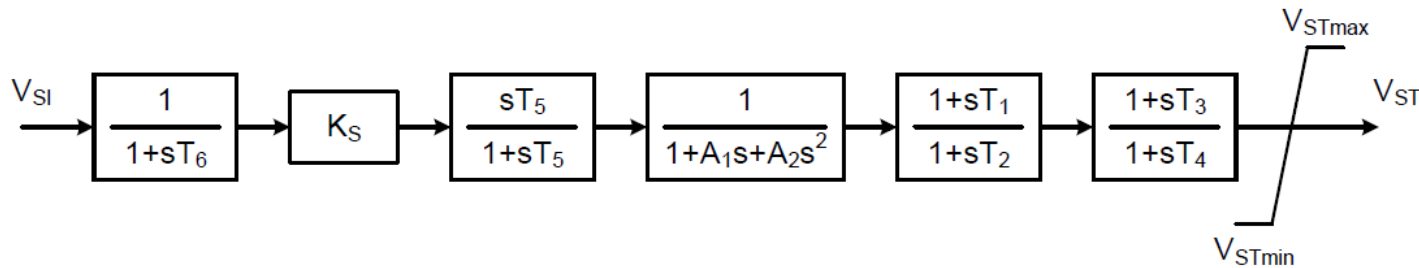 V_SI
1
1+sT_6
K_S
sT_5
1+sT_5
1
1+A_1s+A_2s^2
1+sT_1
1+sT_2
1+sT_3
1+sT_4
V_STmax
V_ST
V_STmin